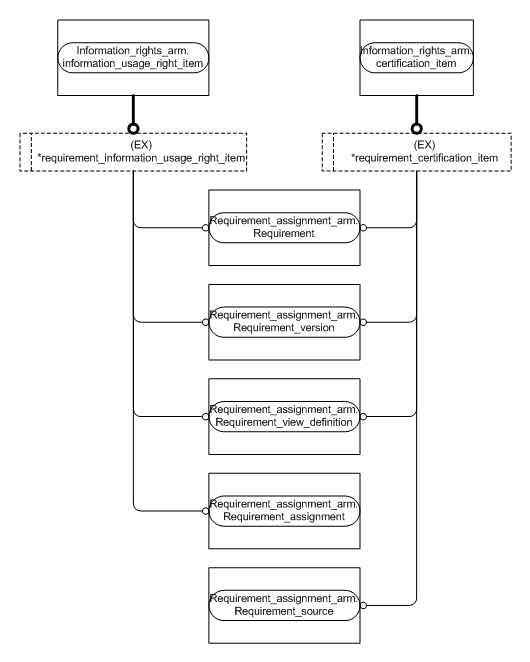 Information_rights_arm.
information_usage_right_item
Information_rights_arm.
certification_item
(EX)
*requirement_information_usage_right_item
(EX)
*requirement_certification_item
Requirement_assignment_arm.
Requirement
Requirement_assignment_arm.
Requirement_version
Requirement_assignment_arm.
Requirement_view_definition
Requirement_assignment_arm.
Requirement_assignment
Requirement_assignment_arm.
Requirement_source